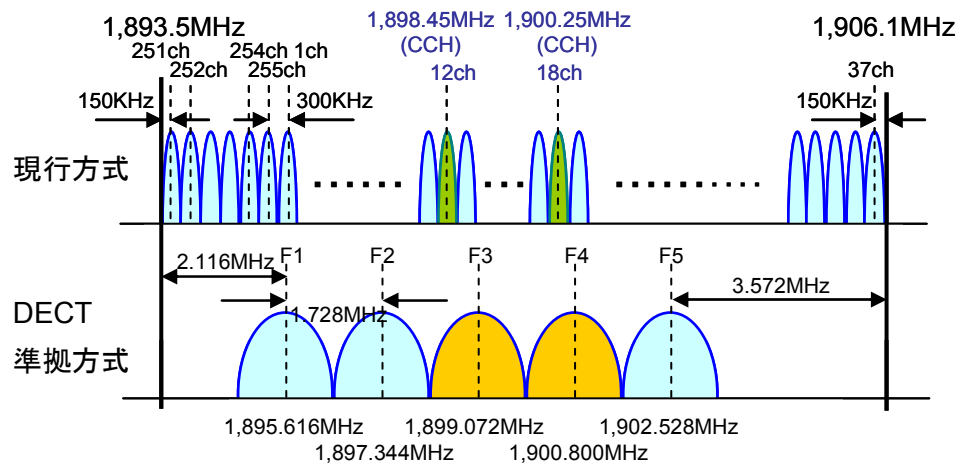 1,893.5MHz
1,898.45MHz
(CCH)
1,900.25MHz
(CCH)
1,906.1MHz
251ch
252ch
254ch
255ch
1ch
12ch
18ch
37ch
150KHz
300KHz
150KHz
現行方式
F1
F2
F3
F4
F5
2.116MHz
1.728MHz
3.572MHz
DECT
準拠方式
1,895.616MHz
1,897.344MHz
1,899.072MHz
1,900.800MHz
1,902.528MHz